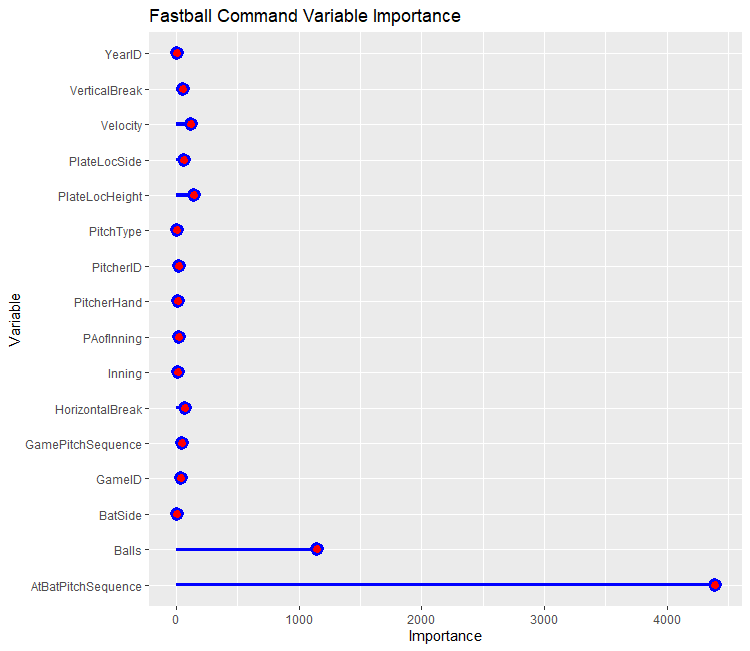 Fastball Command Variable Importance
Variable
YearID
VerticalBreak
Velocity
PlateLocSide
PlateLocHeight
PitchType
PitcherID
PitcherHand
PAofInning
Inning
HorizontalBreak
GamePitchSequence
GameID
BatSide
Balls
AtBatPitchSequence
0 1000 2000 3000 4000
Importance